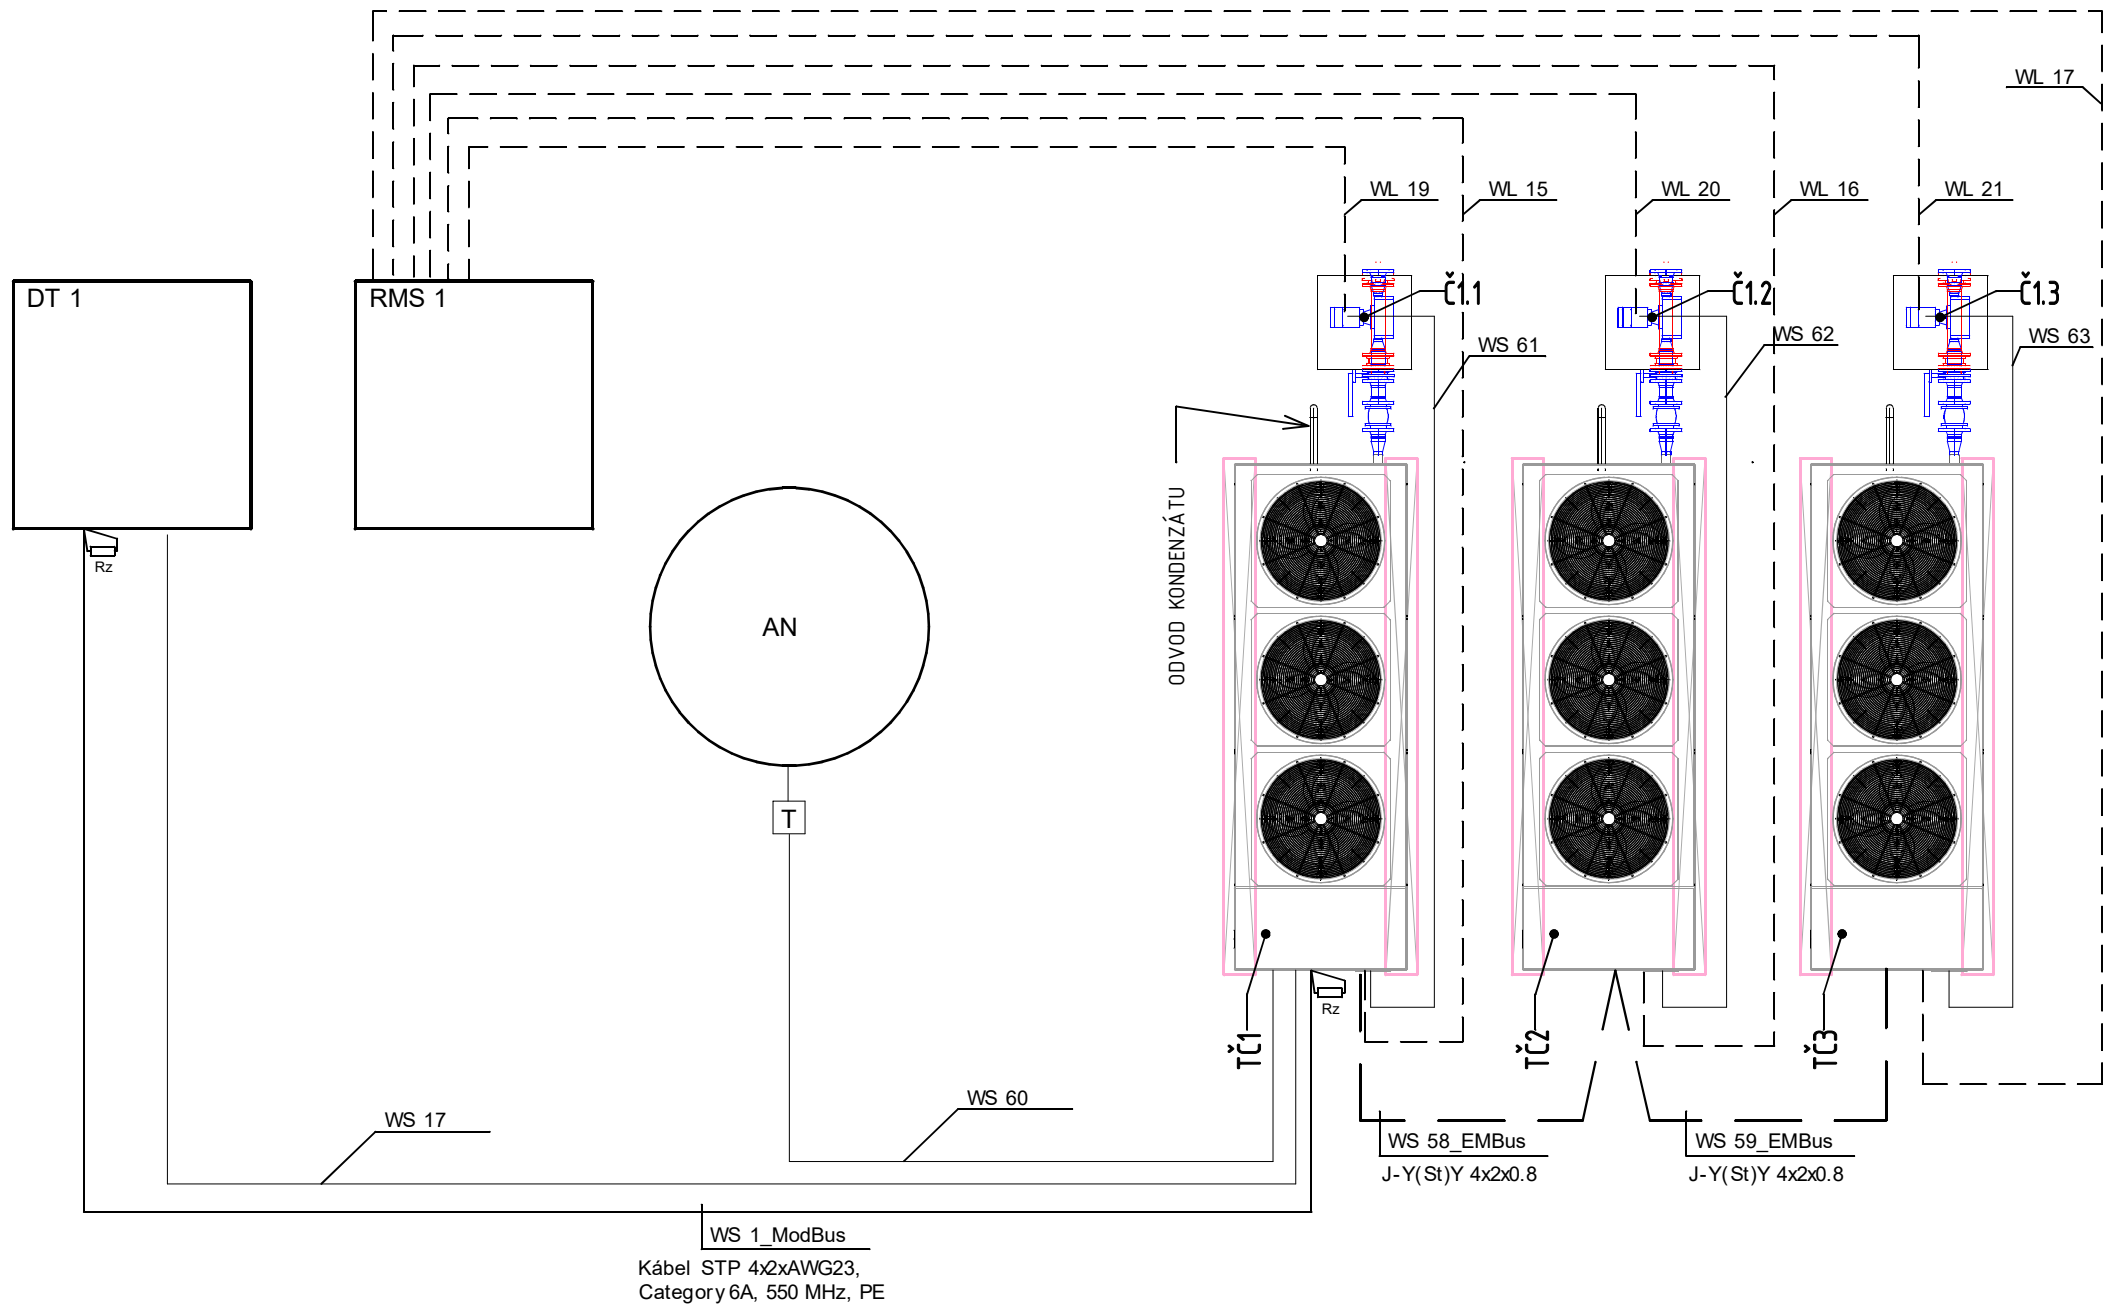 WL 17
WL 19
WL 15
WL 20
WL 16
WL 21
DT 1
RMS 1
Č1.1
Č1.2
Č1.3
WS 61
WS 62
WS 63
Rz
ODVOD KONDENZÁTU
AN
T
Rz
TČ1
TČ2
TČ3
WS 17
WS 60
WS 58_EMBus
J-Y(St)Y 4x2x0.8
WS 59_EMBus
J-Y(St)Y 4x2x0.8
WS 1_ModBus
Kábel STP 4x2xAWG23,
Category 6A, 550 MHz, PE